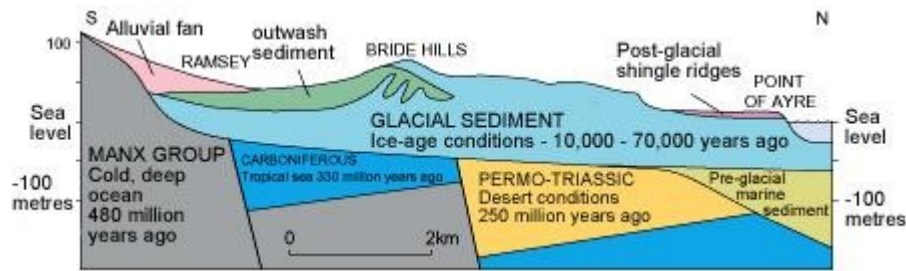 S
N
100
Alluvial fan
RAMSEY
outwash
sediment
BRIDE HILLS
Post-glacial
shingle ridges
POINT
OF AYRE
Sea
level
Sea
level
GLACIAL SEDIMENT
Ice-age conditions - 10,000 - 70,000 years ago
MANX GROUP
Cold, deep
ocean
480 million
years ago
CARBONIFEROUS
Tropical sea 330 million years ago
PERMO-TRIASSIC
Desert conditions
250 million years ago
Pre-glacial
marine
sediment
-100
metres
-100
metres
0
2km